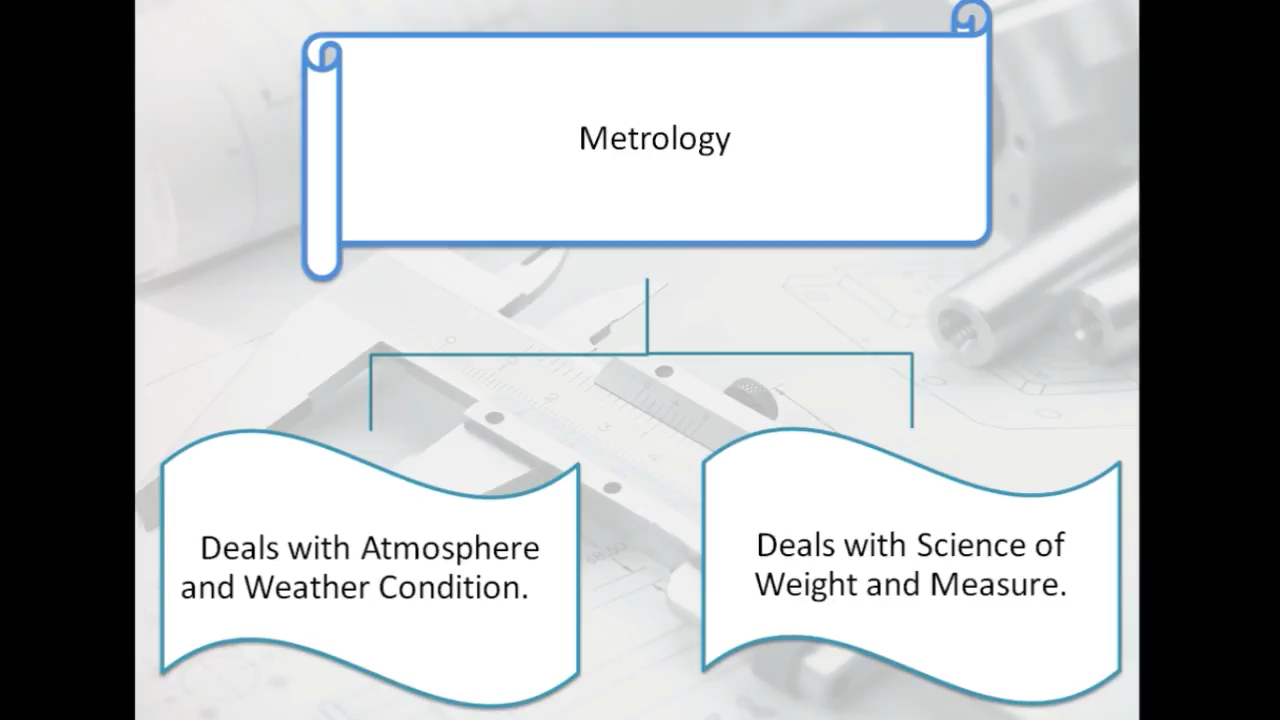 Metrology
Deals with Atmosphere
and Weather Condition.
Deals with Science of
Weight and Measure.